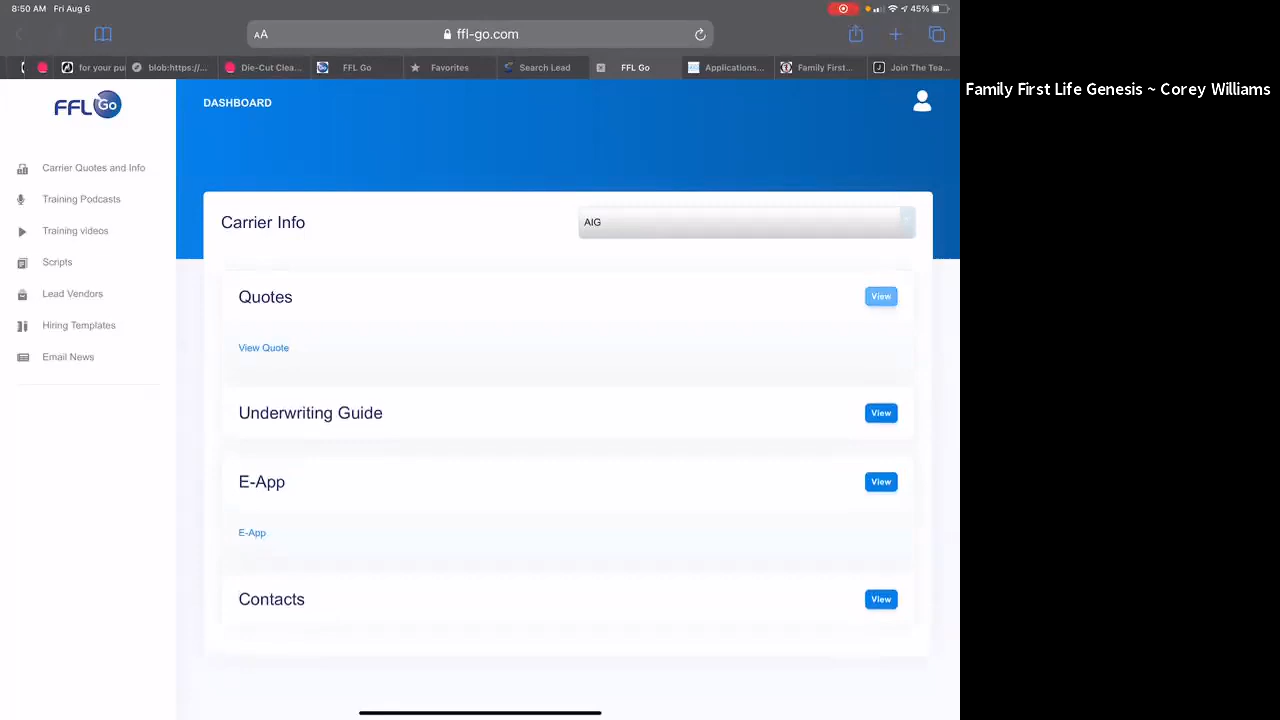 8:50 AM Fri Aug 6
45%
AA
ffl-go.com
for your pu
blob:https://...
Die-Cut Clea...
FFL Go
Favorites
Search Lead
FFL Go
Applications...
Family First...
Join The Tea...
Family First Life Genesis ~ Corey Williams
FFL Go
DASHBOARD
Carrier Quotes and Info
Training Podcasts
Training videos
Scripts
Lead Vendors
Hiring Templates
Email News
Carrier Info
AIG
Quotes
View
View Quote
Underwriting Guide
View
E-App
View
E-App
Contacts
View